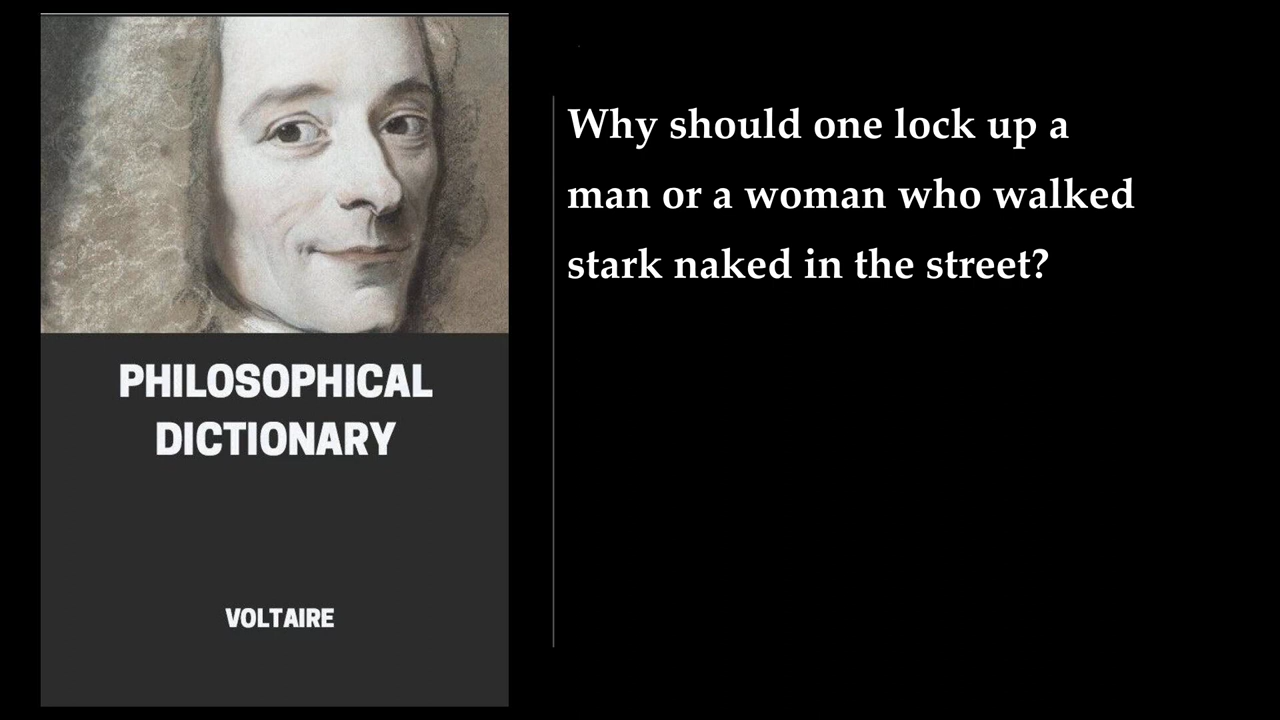 PHILOSOPHICAL
DICTIONARY
VOLTAIRE
Why should one lock up a
man or a woman who walked
stark naked in the street?